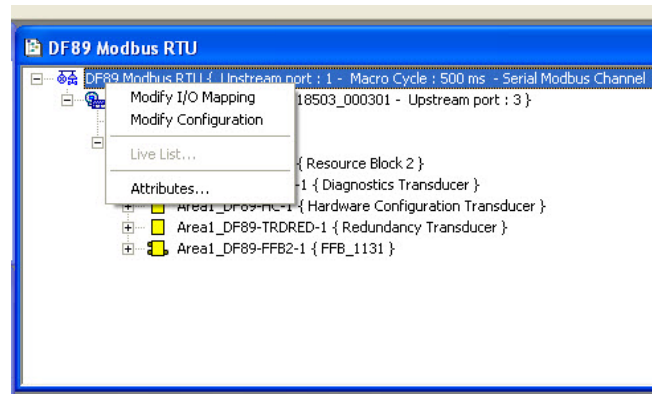 DF89 Modbus RTU
DF89 Modbus RTU { Upstream port : 1 - Macro Cycle : 500 ms - Serial Modbus Channel
Modify I/O Mapping
18503_000301 - Upstream port : 3 }
Modify Configuration
Live List...
{ Resource Block 2 }
Attributes...
-1 { Diagnostics Transducer }
Area1_DF89-HC-1 { Hardware Configuration Transducer }
Area1_DF89-TRDRED-1 { Redundancy Transducer }
Area1_DF89-FFB2-1 { FFB_1131 }